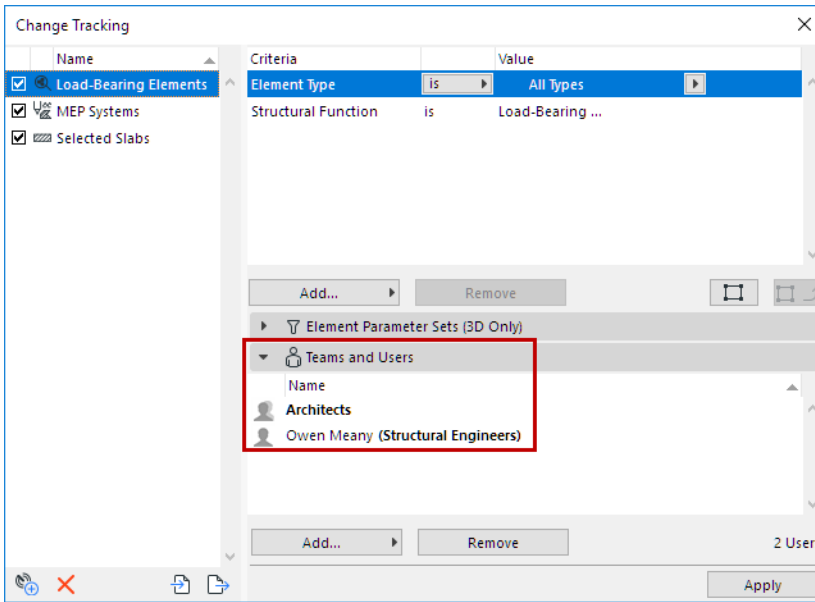 Change Tracking
Name
Load-Bearing Elements
MEP Systems
Selected Slabs
Criteria Value
Element Type is All Types
Structural Function is Load-Bearing ...
Add... Remove
Element Parameter Sets (3D Only)
Teams and Users
Name
Architects
Owen Meany (Structural Engineers)
Add... Remove 2 User
Apply